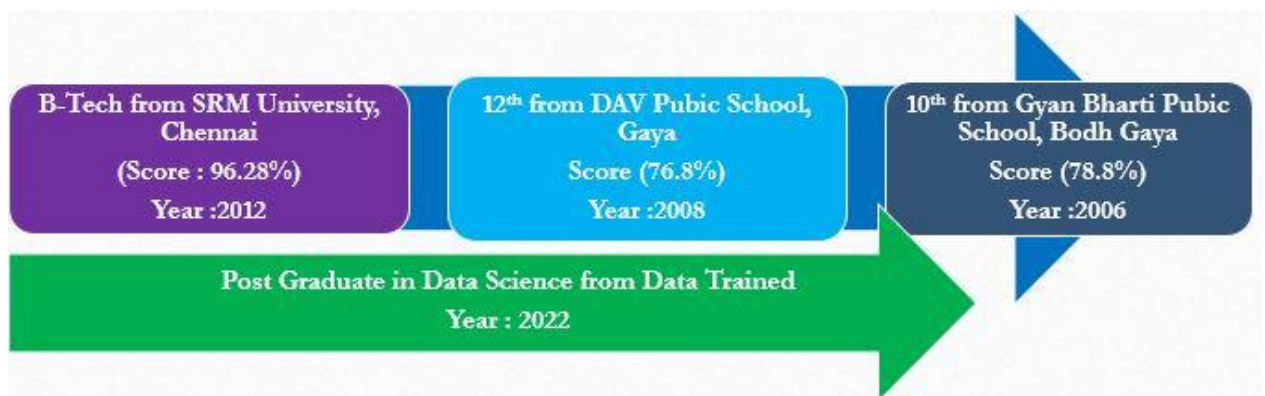 B-Tech from SRM University,
Chennai
(Score : 96.28%)
Year :2012
12th from DAV Pubic School,
Gaya
Score (76.8%)
Year :2008
10th from Gyan Bharti Pubic
School, Bodh Gaya
Score (78.8%)
Year :2006
Post Graduate in Data Science from Data Trained
Year : 2022